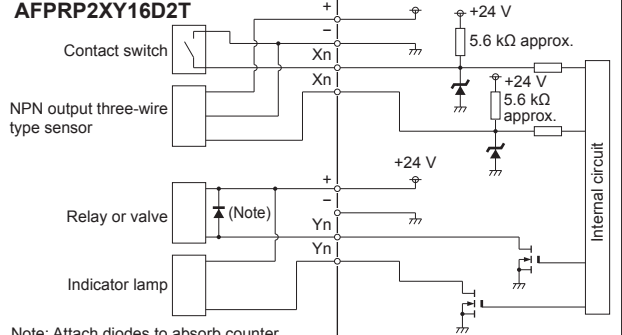 AFPRP2XY16D2T
+
+24 V
−
Contact switch
5.6 kΩ approx.
Xn
Xn
+24 V
5.6 kΩ
approx.
NPN output three-wire
type sensor
+24 V
+
−
Relay or valve
(Note)
Yn
Yn
Internal circuit
Indicator lamp
Note: Attach diodes to absorb counter